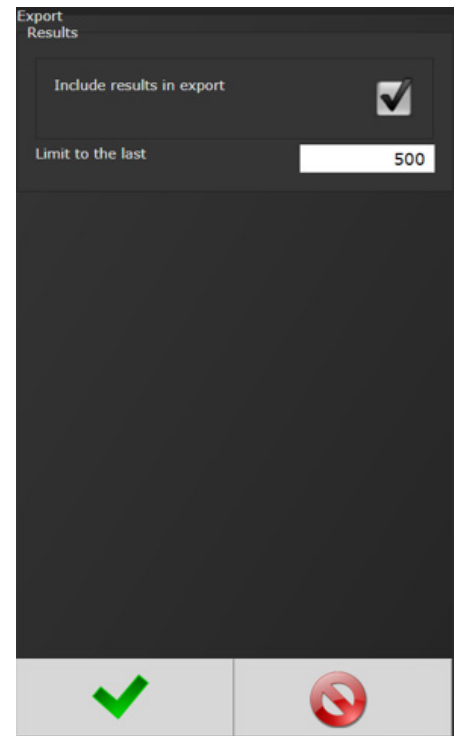 Export
Results
Include results in export
Limit to the last
500